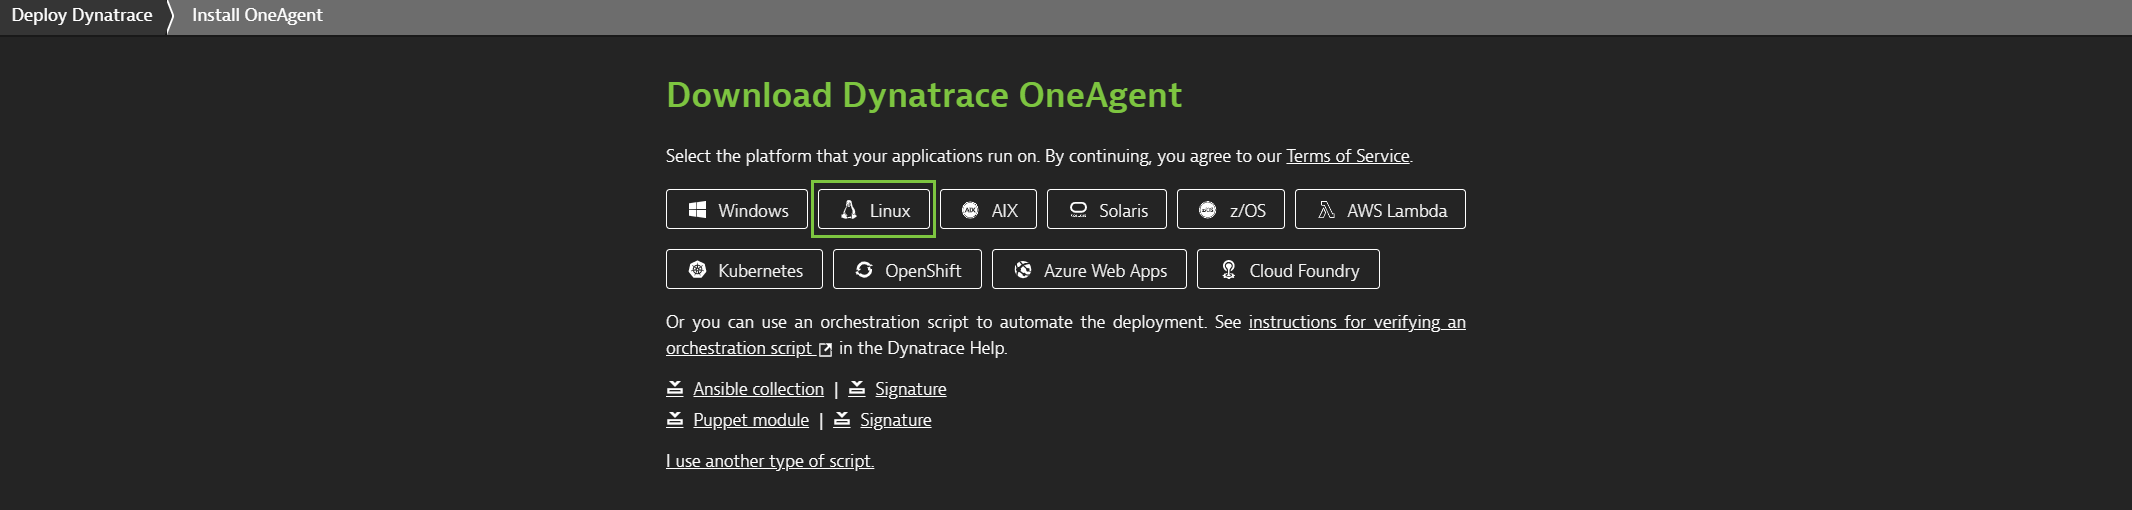 Deploy Dynatrace Install OneAgent
Download Dynatrace OneAgent
Select the platform that your applications run on. By continuing, you agree to our Terms of Service.
Windows Linux AIX Solaris z/OS AWS Lambda
Kubernetes OpenShift Azure Web Apps Cloud Foundry
Or you can use an orchestration script to automate the deployment. See instructions for verifying an
orchestration script in the Dynatrace Help.
Ansible collection | Signature
Puppet module | Signature
I use another type of script.